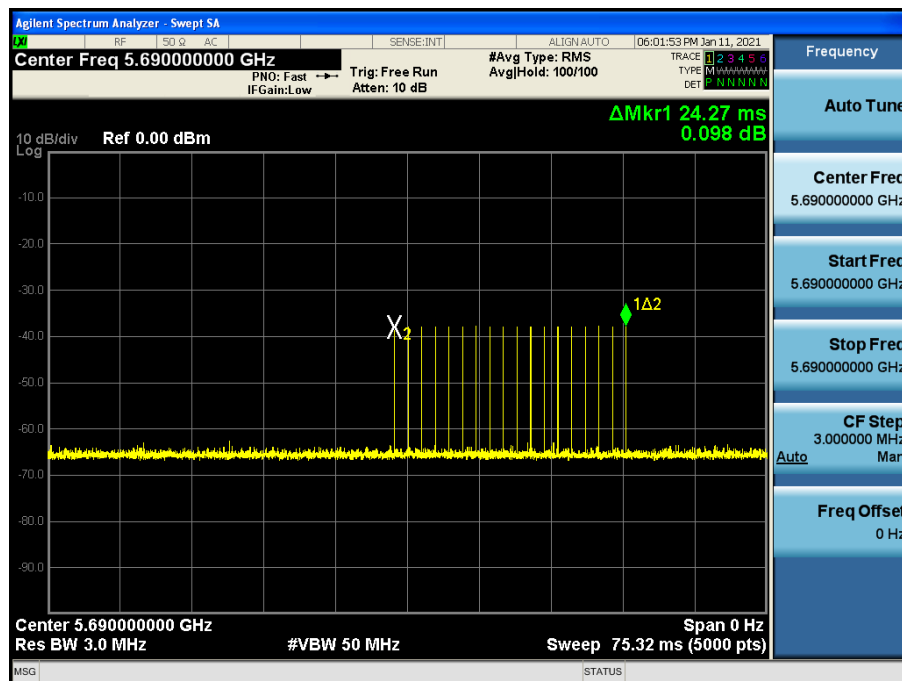 Agilent Spectrum Analyzer - Swept SA
LXI RF 50 Ω AC SENSE:INT ALIGN AUTO 06:01:53 PM Jan 11, 2021
Center Freq 5.690000000 GHz
PNO: Fast
IFGain:Low
Trig: Free Run
Atten: 10 dB
#Avg Type: RMS
Avg|Hold: 100/100
TRACE 1 2 3 4 5 6
TYPE M WWWWW
DET P N N N N N
ΔMkr1 24.27 ms
0.098 dB
10 dB/div Ref 0.00 dBm
Log
-10.0
-20.0
-30.0
-40.0
-50.0
-60.0
-70.0
-80.0
-90.0
X2
1Δ2
Center 5.690000000 GHz Span 0 Hz
Res BW 3.0 MHz #VBW 50 MHz Sweep 75.32 ms (5000 pts)
MSG STATUS
Frequency
Auto Tune
Center Freq
5.690000000 GHz
Start Freq
5.690000000 GHz
Stop Freq
5.690000000 GHz
CF Step
3.000000 MHz
Auto Man
Freq Offset
0 Hz